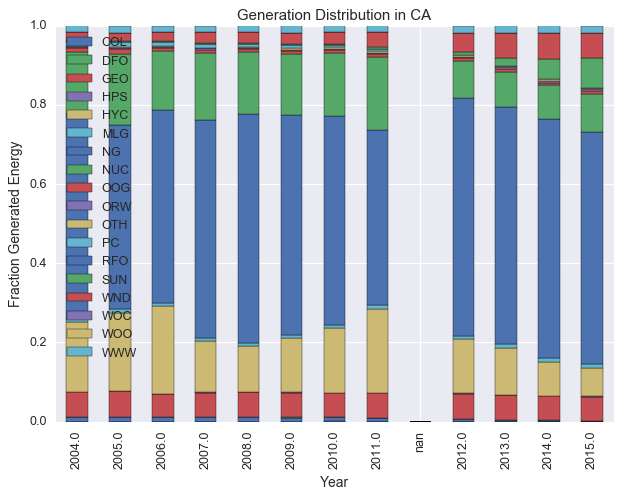 Generation Distribution in CA
1.0
0.8
0.6
0.4
0.2
0.0
Fraction Generated Energy
COL
DFO
GEO
HPS
HYC
MLG
NG
NUC
OOG
ORW
OTH
PC
RFO
SUN
WND
WOC
WOO
WWW
2004.0
2005.0
2006.0
2007.0
2008.0
2009.0
2010.0
2011.0
nan
2012.0
2013.0
2014.0
2015.0
Year